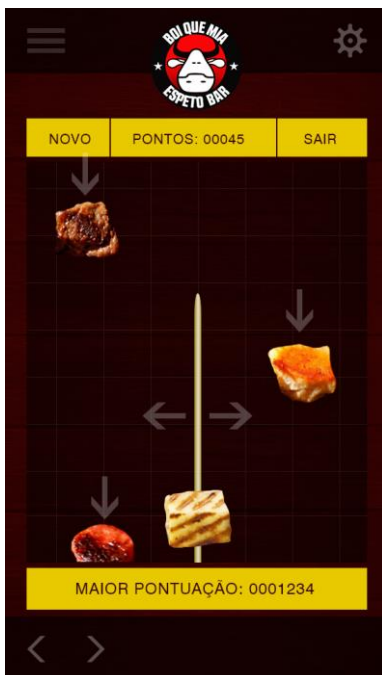 BOI QUE MIA
ESPETO BAR
NOVO
PONTOS: 00045
SAIR
MAIOR PONTUAÇÃO: 0001234